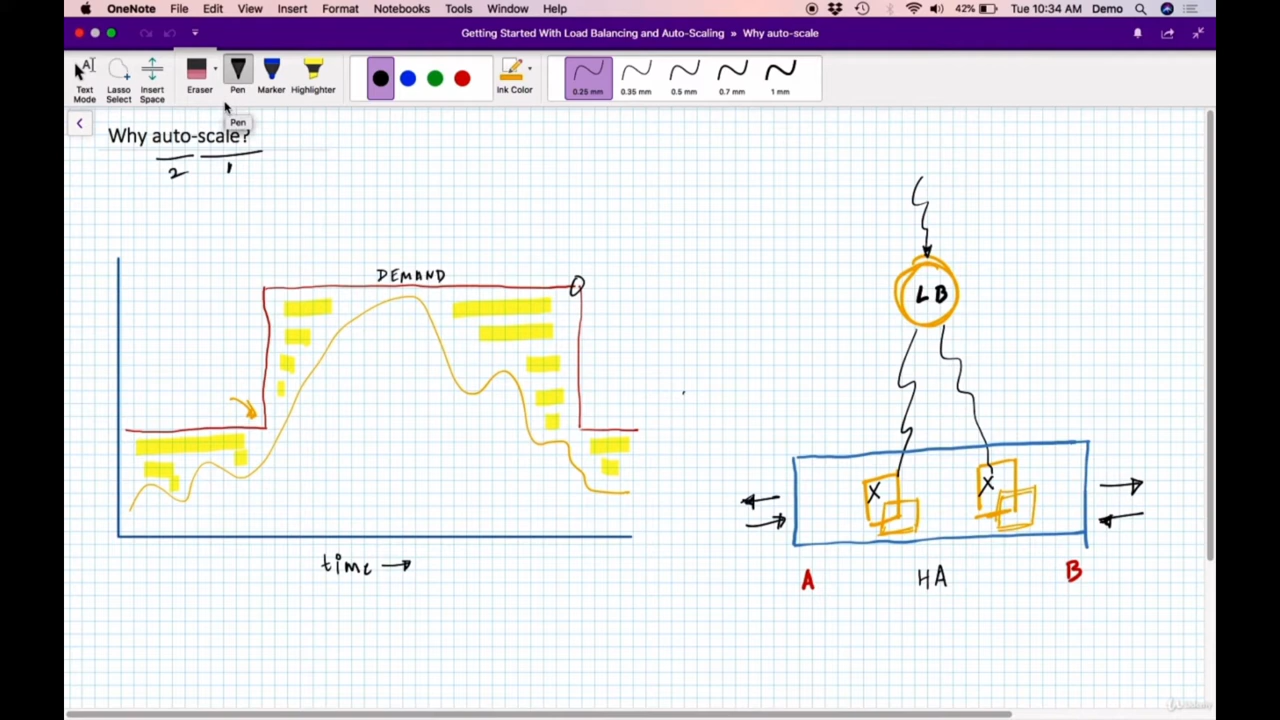 OneNote File Edit View Insert Format Notebooks Tools Window Help 42% Tue 10:34 AM Demo
Getting Started With Load Balancing and Auto-Scaling » Why auto-scale
Text Mode
Lasso Select
Insert Space
Eraser
Pen
Marker
Highlighter
Ink Color
0.25 mm 0.35 mm 0.5 mm 0.7 mm 1 mm
Pen
Why auto-scale?
2 1
DEMAND
LB
X X
time
A HA B